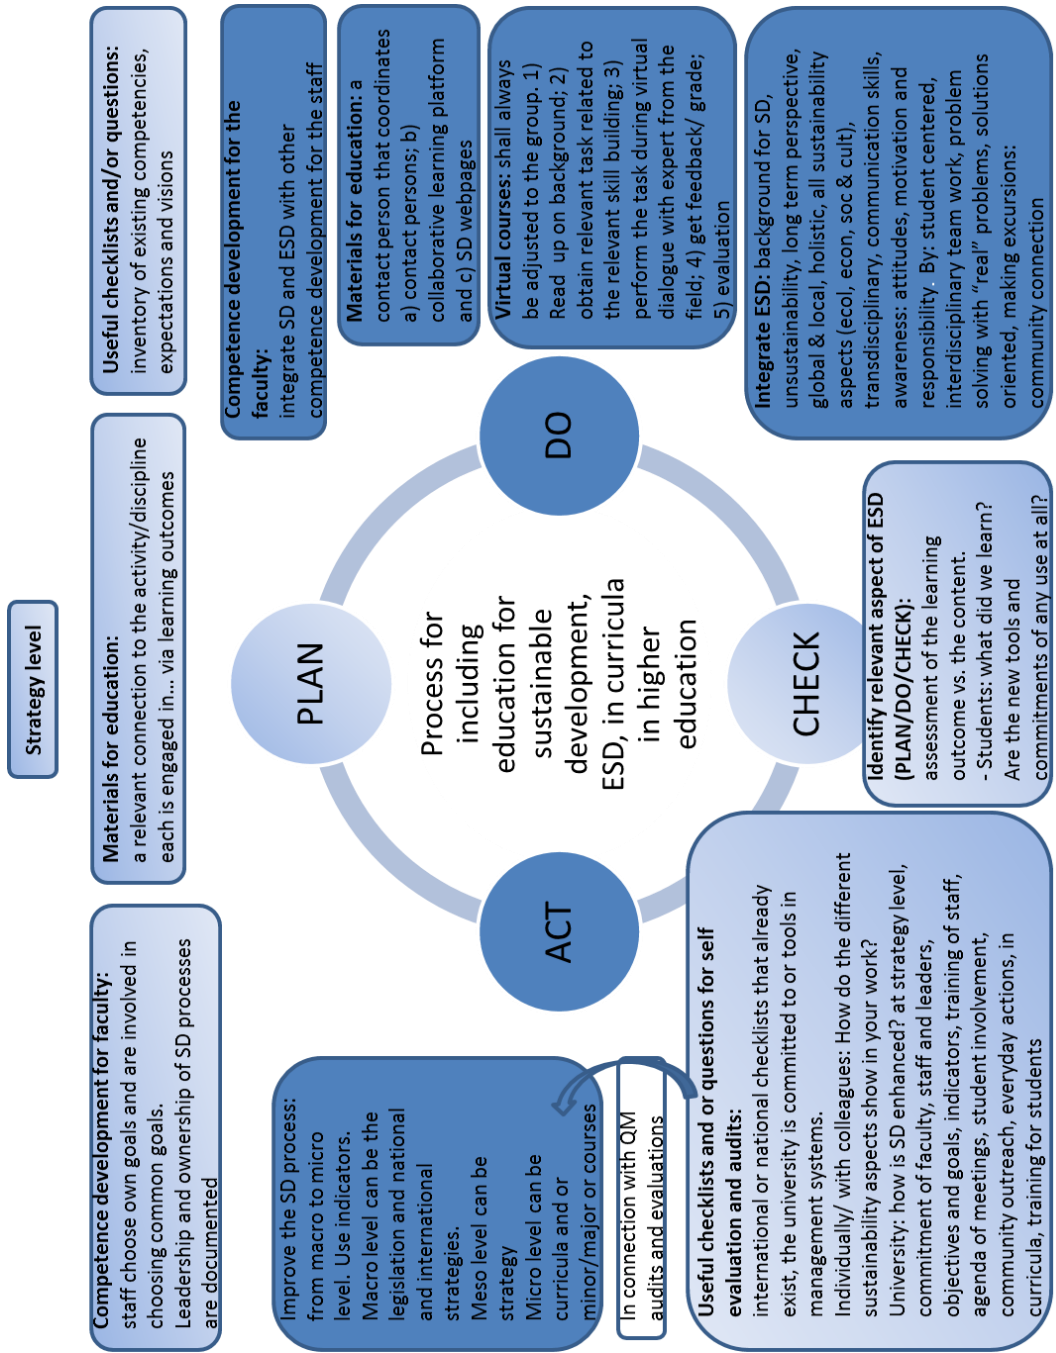 Strategy level
Competence development for faculty:
staff choose own goals and are involved in
choosing common goals.
Leadership and ownership of SD processes
are documented
Materials for education:
a relevant connection to the activity/discipline
each is engaged in... via learning outcomes
Useful checklists and/or questions:
inventory of existing competencies,
expectations and visions
PLAN
Competence development for the
faculty:
integrate SD and ESD with other
competence development for the staff
Materials for education: a
contact person that coordinates
a) contact persons; b)
collaborative learning platform
and c) SD webpages
Virtual courses: shall always
be adjusted to the group. 1)
Read up on background; 2)
obtain relevant task related to
the relevant skill building; 3)
perform the task during virtual
dialogue with expert from the
field; 4) get feedback/ grade;
5) evaluation
DO
Integrate ESD: background for SD,
unsustainability, long term perspective,
global & local, holistic, all sustainability
aspects (ecol, econ, soc & cult),
transdisciplinary, communication skills,
awareness: attitudes, motivation and
responsibility. By: student centered,
interdisciplinary team work, problem
solving with “real” problems, solutions
oriented, making excursions:
community connection
Process for
including
education for
sustainable
development,
ESD, in curricula
in higher
education
CHECK
Identify relevant aspect of ESD
(PLAN/DO/CHECK):
assessment of the learning
outcome vs. the content.
- Students: what did we learn?
Are the new tools and
commitments of any use at all?
ACT
Improve the SD process:
from macro to micro
level. Use indicators.
Macro level can be the
legislation and national
and international
strategies.
Meso level can be
strategy
Micro level can be
curricula and or
minor/major or courses
In connection with QM
audits and evaluations
Useful checklists and or questions for self
evaluation and audits:
international or national checklists that already
exist, the university is committed to or tools in
management systems.
Individually/ with colleagues: How do the different
sustainability aspects show in your work?
University: how is SD enhanced? at strategy level,
commitment of faculty, staff and leaders,
objectives and goals, indicators, training of staff,
agenda of meetings, student involvement,
community outreach, everyday actions, in
curricula, training for students